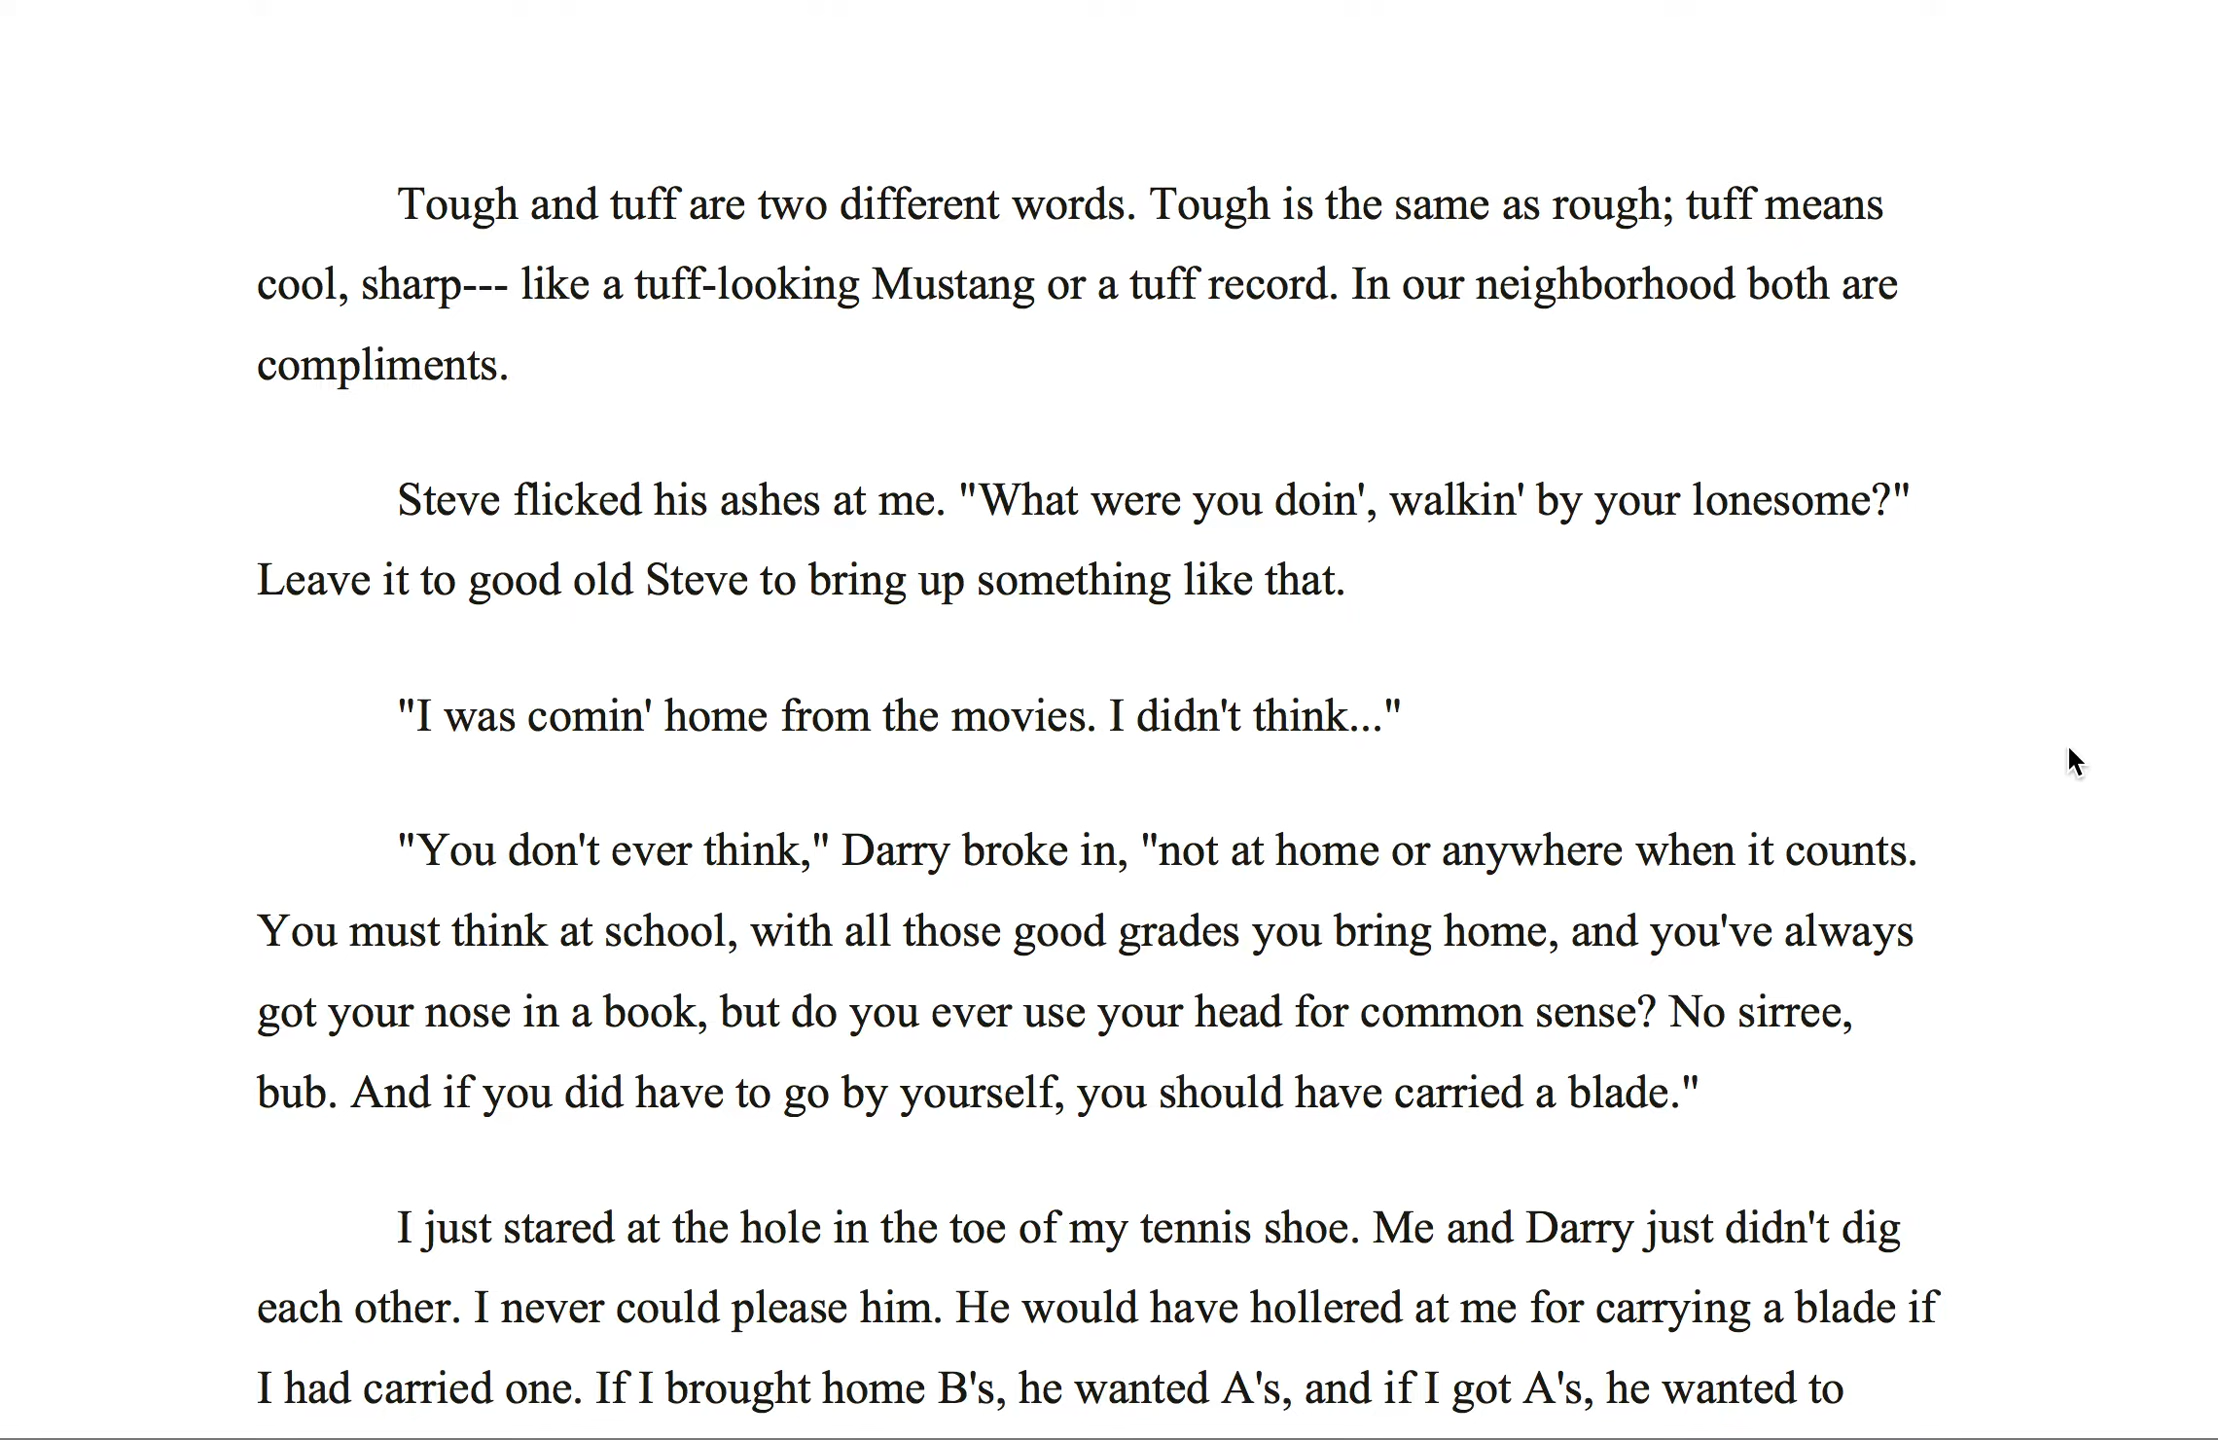 Tough and tuff are two different words. Tough is the same as rough; tuff means
cool, sharp--- like a tuff-looking Mustang or a tuff record. In our neighborhood both are
compliments.
Steve flicked his ashes at me. "What were you doin', walkin' by your lonesome?"
Leave it to good old Steve to bring up something like that.
"I was comin' home from the movies. I didn't think..."
"You don't ever think," Darry broke in, "not at home or anywhere when it counts.
You must think at school, with all those good grades you bring home, and you've always
got your nose in a book, but do you ever use your head for common sense? No sirree,
bub. And if you did have to go by yourself, you should have carried a blade."
I just stared at the hole in the toe of my tennis shoe. Me and Darry just didn't dig
each other. I never could please him. He would have hollered at me for carrying a blade if
I had carried one. If I brought home B's, he wanted A's, and if I got A's, he wanted to